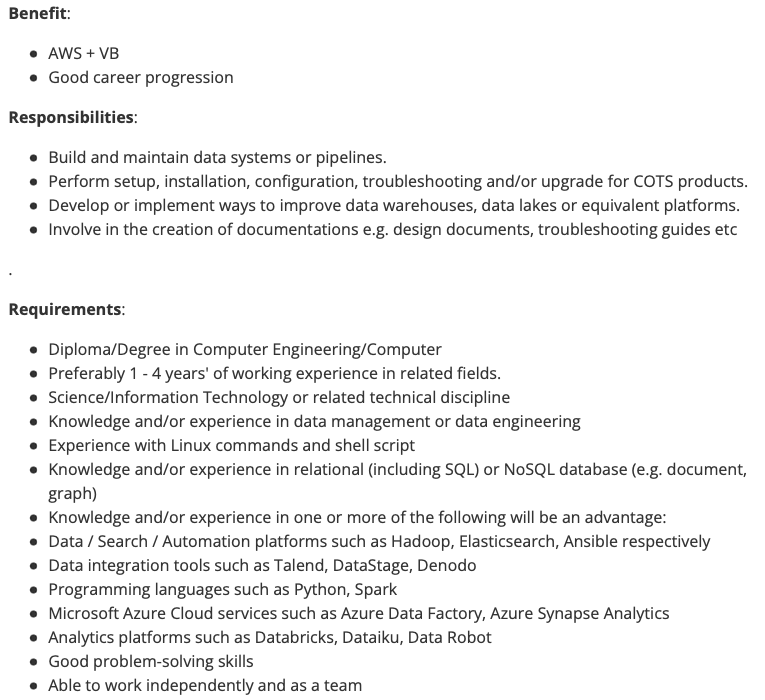 Benefit:
• AWS + VB
• Good career progression
Responsibilities:
• Build and maintain data systems or pipelines.
• Perform setup, installation, configuration, troubleshooting and/or upgrade for COTS products.
• Develop or implement ways to improve data warehouses, data lakes or equivalent platforms.
• Involve in the creation of documentations e.g. design documents, troubleshooting guides etc
.
Requirements:
• Diploma/Degree in Computer Engineering/Computer
• Preferably 1 - 4 years' of working experience in related fields.
• Science/Information Technology or related technical discipline
• Knowledge and/or experience in data management or data engineering
• Experience with Linux commands and shell script
• Knowledge and/or experience in relational (including SQL) or NoSQL database (e.g. document,
graph)
• Knowledge and/or experience in one or more of the following will be an advantage:
• Data / Search / Automation platforms such as Hadoop, Elasticsearch, Ansible respectively
• Data integration tools such as Talend, DataStage, Denodo
• Programming languages such as Python, Spark
• Microsoft Azure Cloud services such as Azure Data Factory, Azure Synapse Analytics
• Analytics platforms such as Databricks, Dataiku, Data Robot
• Good problem-solving skills
• Able to work independently and as a team